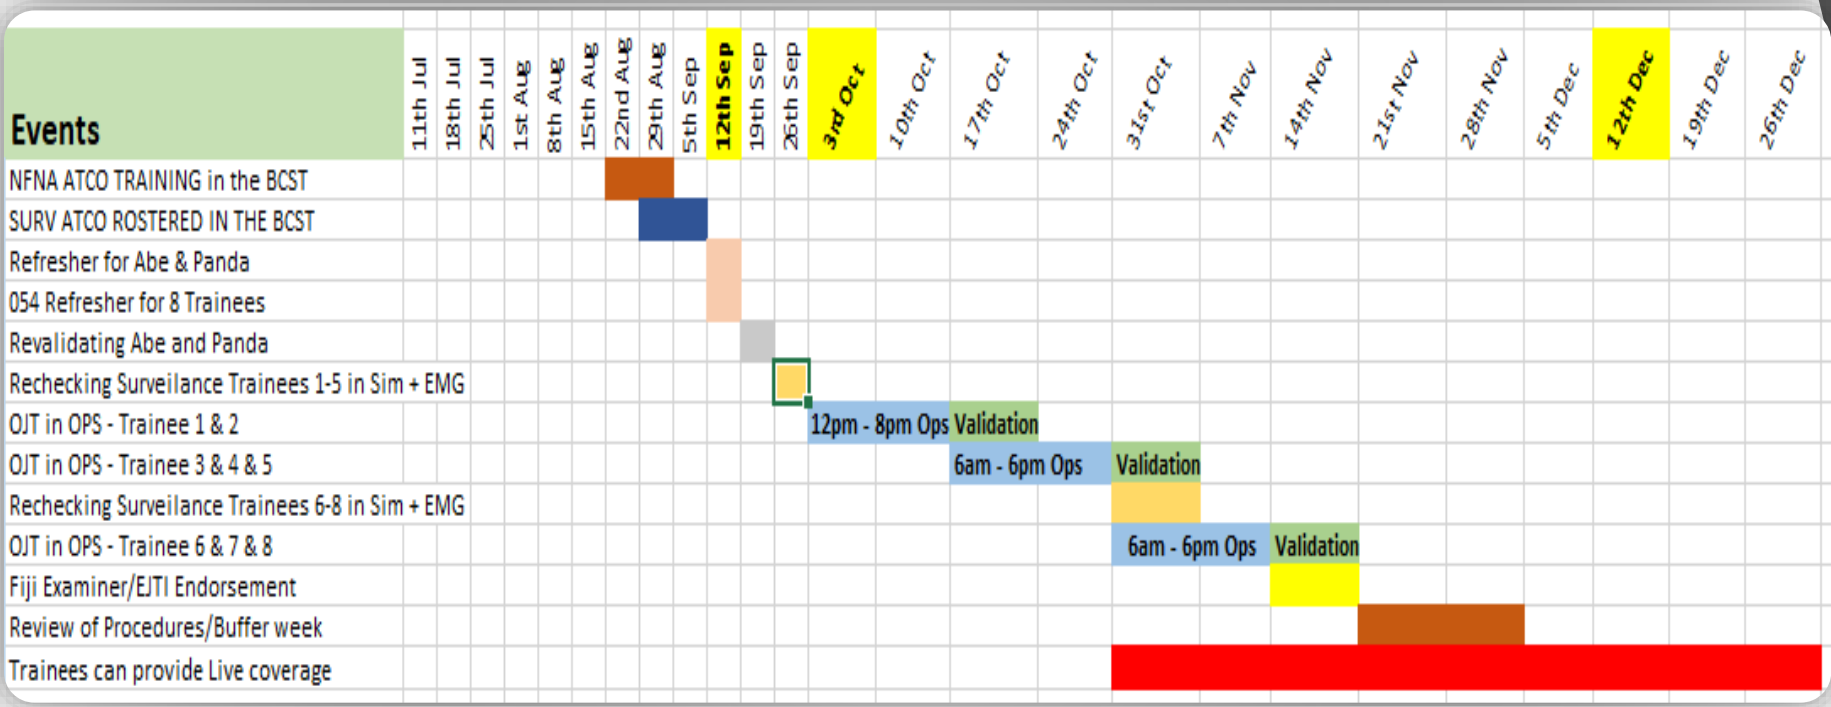 Events 11th Jul 18th Jul 25th Jul 1st Aug 8th Aug 15th Aug 22nd Aug 29th Aug 5th Sep 12th Sep 19th Sep 26th Sep 3rd Oct 10th Oct 17th Oct 24th Oct 31st Oct 7th Nov 14th Nov 21st Nov 28th Nov 5th Dec 12th Dec 19th Dec 26th Dec
NFNA ATCO TRAINING in the BCST
SURV ATCO ROSTERED IN THE BCST
Refresher for Abe & Panda
054 Refresher for 8 Trainees
Revalidating Abe and Panda
Rechecking Surveilance Trainees 1-5 in Sim + EMG
OJT in OPS - Trainee 1 & 2 12pm - 8pm Ops Validation
OJT in OPS - Trainee 3 & 4 & 5 6am - 6pm Ops Validation
Rechecking Surveilance Trainees 6-8 in Sim + EMG
OJT in OPS - Trainee 6 & 7 & 8 6am - 6pm Ops Validation
Fiji Examiner/EJTI Endorsement
Review of Procedures/Buffer week
Trainees can provide Live coverage